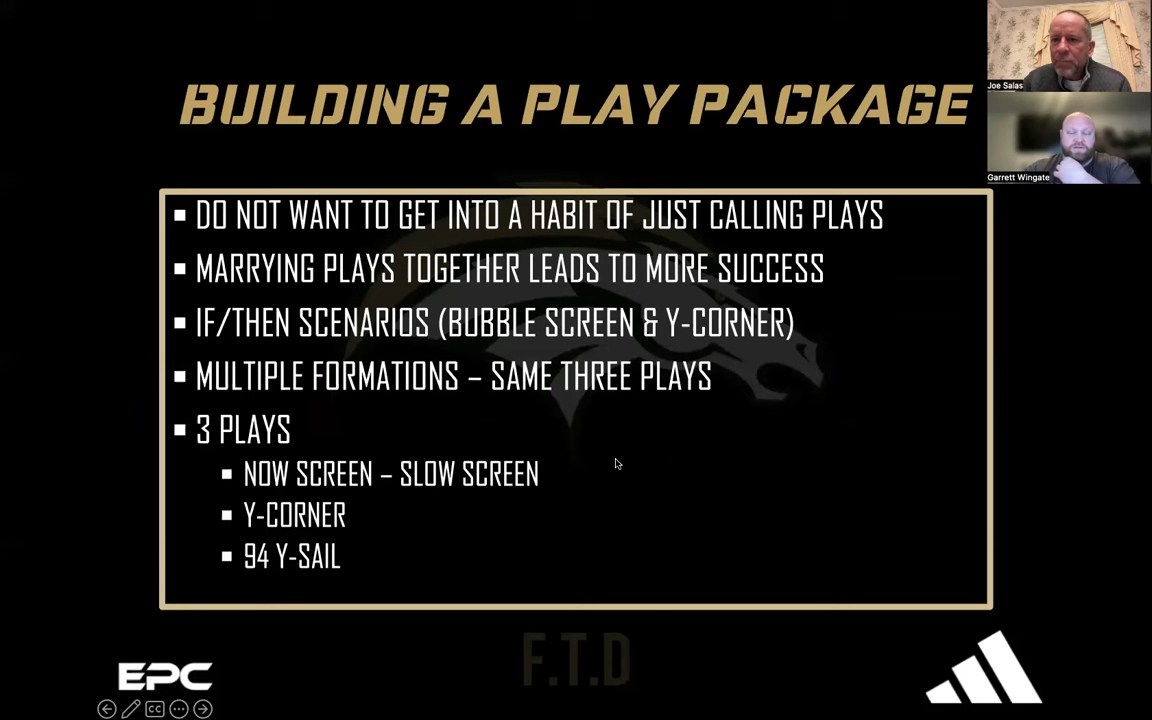 BUILDING A PLAY PACKAGE
Joe Salas
Garrett Wingate
DO NOT WANT TO GET INTO A HABIT OF JUST CALLING PLAYS
MARRYING PLAYS TOGETHER LEADS TO MORE SUCCESS
IF/THEN SCENARIOS (BUBBLE SCREEN & Y-CORNER)
MULTIPLE FORMATIONS – SAME THREE PLAYS
3 PLAYS
NOW SCREEN – SLOW SCREEN
Y-CORNER
94 Y-SAIL
F.T.D
EPC
CC